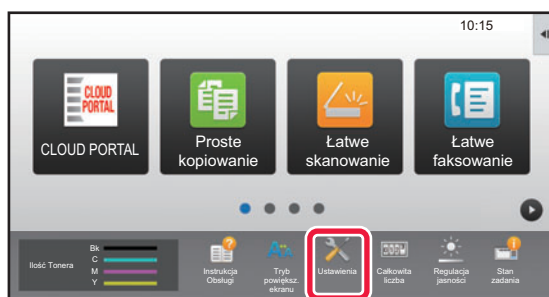 10:15
CLOUD
PORTAL
CLOUD PORTAL
Proste
kopiowanie
Łatwe
skanowanie
Łatwe
faksowanie
Ilość Tonera
Bk
C
M
Y
Instrukcja
Obsługi
Tryb
powiększ.
ekranu
Ustawienia
Całkowita
liczba
Regulacja
jasności
Stan
zadania